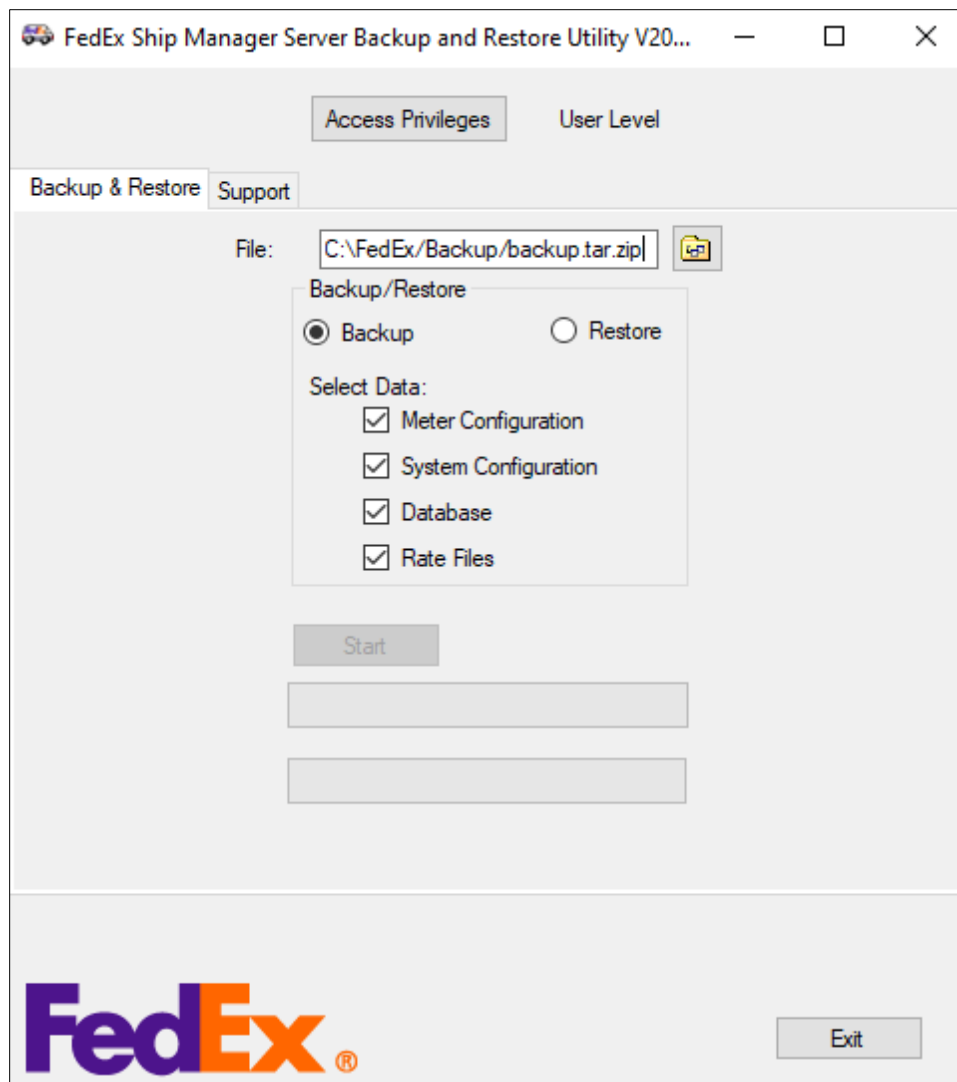 FedEx Ship Manager Server Backup and Restore Utility V20...
Access Privileges User Level
Backup & Restore Support
File: C:\FedEx/Backup/backup.tar.zip
Backup/Restore
Backup Restore
Select Data:
Meter Configuration
System Configuration
Database
Rate Files
Start
FedEx®
Exit